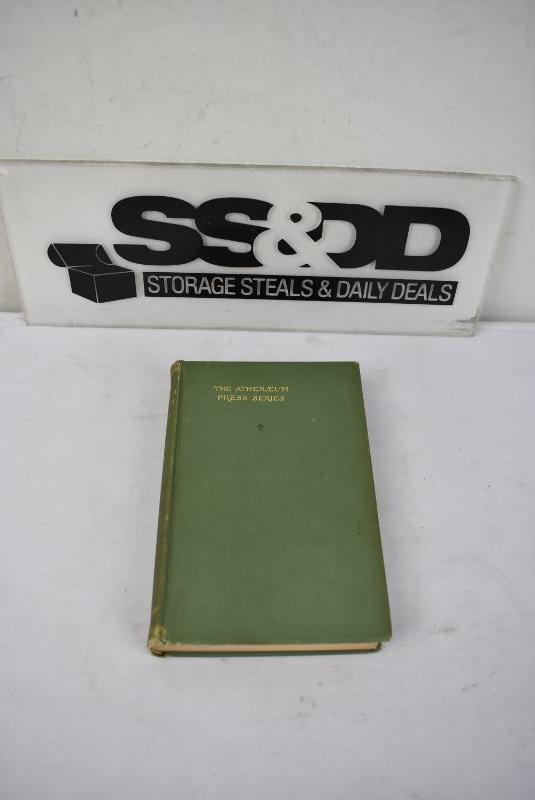 SS&DD
STORAGE STEALS & DAILY DEALS
THE ATHENÆUM
PRESS SERIES